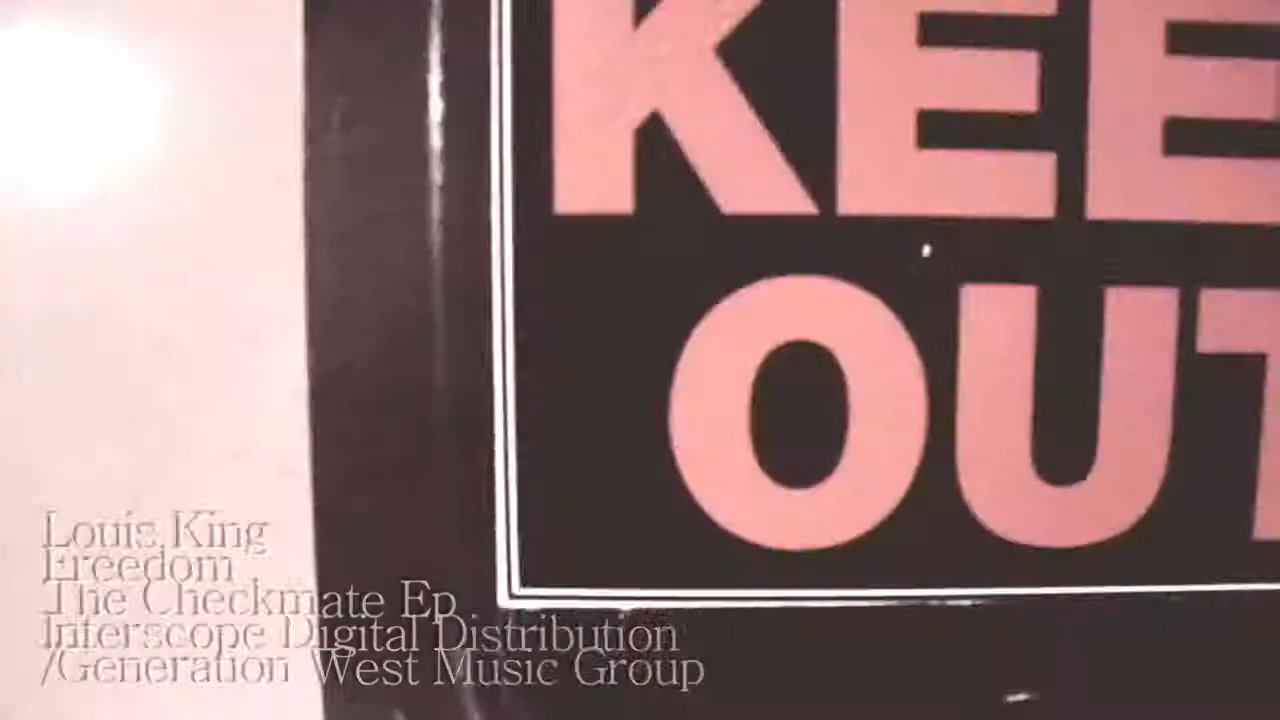 KEE
OUT
Louis King
Freedom
The Checkmate Ep
Interscope Digital Distribution
/Generation West Music Group